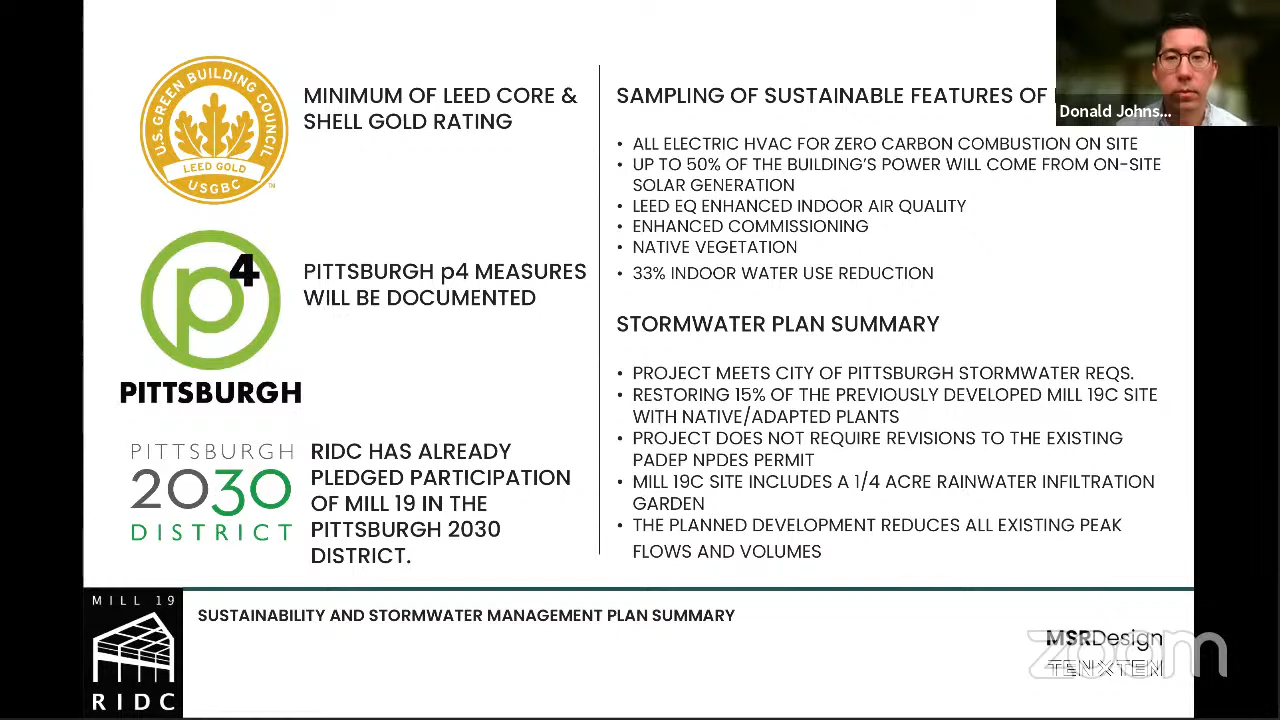 U.S. GREEN BUILDING COUNCIL
LEED GOLD
USGBC
TM
MINIMUM OF LEED CORE &
SHELL GOLD RATING
p4
PITTSBURGH
PITTSBURGH p4 MEASURES
WILL BE DOCUMENTED
PITTSBURGH
2030
DISTRICT
RIDC HAS ALREADY
PLEDGED PARTICIPATION
OF MILL 19 IN THE
PITTSBURGH 2030
DISTRICT.
SAMPLING OF SUSTAINABLE FEATURES OF
• ALL ELECTRIC HVAC FOR ZERO CARBON COMBUSTION ON SITE
• UP TO 50% OF THE BUILDING'S POWER WILL COME FROM ON-SITE
SOLAR GENERATION
• LEED EQ ENHANCED INDOOR AIR QUALITY
• ENHANCED COMMISSIONING
• NATIVE VEGETATION
• 33% INDOOR WATER USE REDUCTION
STORMWATER PLAN SUMMARY
• PROJECT MEETS CITY OF PITTSBURGH STORMWATER REQS.
• RESTORING 15% OF THE PREVIOUSLY DEVELOPED MILL 19C SITE
WITH NATIVE/ADAPTED PLANTS
• PROJECT DOES NOT REQUIRE REVISIONS TO THE EXISTING
PADEP NPDES PERMIT
• MILL 19C SITE INCLUDES A 1/4 ACRE RAINWATER INFILTRATION
GARDEN
• THE PLANNED DEVELOPMENT REDUCES ALL EXISTING PEAK
FLOWS AND VOLUMES
Donald Johns...
MILL 19
RIDC
SUSTAINABILITY AND STORMWATER MANAGEMENT PLAN SUMMARY
MSRDesign
TENXTEN
zoom